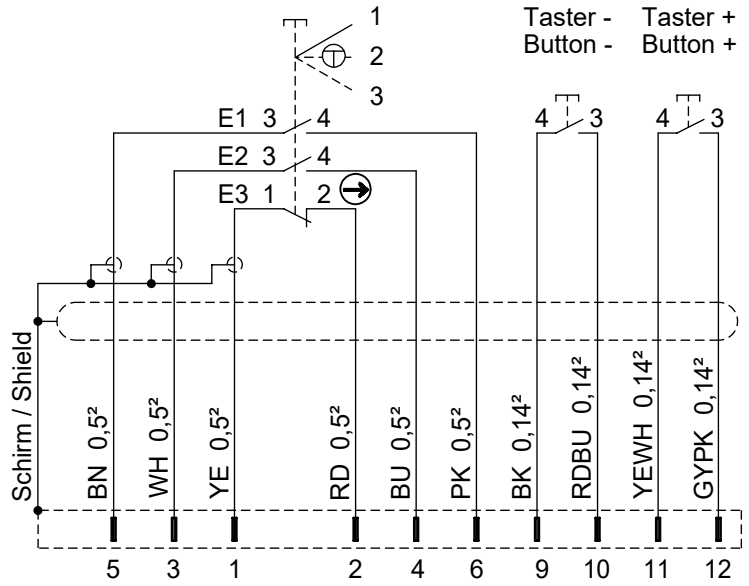 1
2
3
Taster - Taster +
Button - Button +
E1 3 4
4 3 4 3
E2 3 4
E3 1 2
Schirm / Shield
BN 0,5²
WH 0,5²
YE 0,5²
RD 0,5²
BU 0,5²
PK 0,5²
BK 0,14²
RDBU 0,14²
YEWH 0,14²
GYPK 0,14²
5 3 1 2 4 6 9 10 11 12